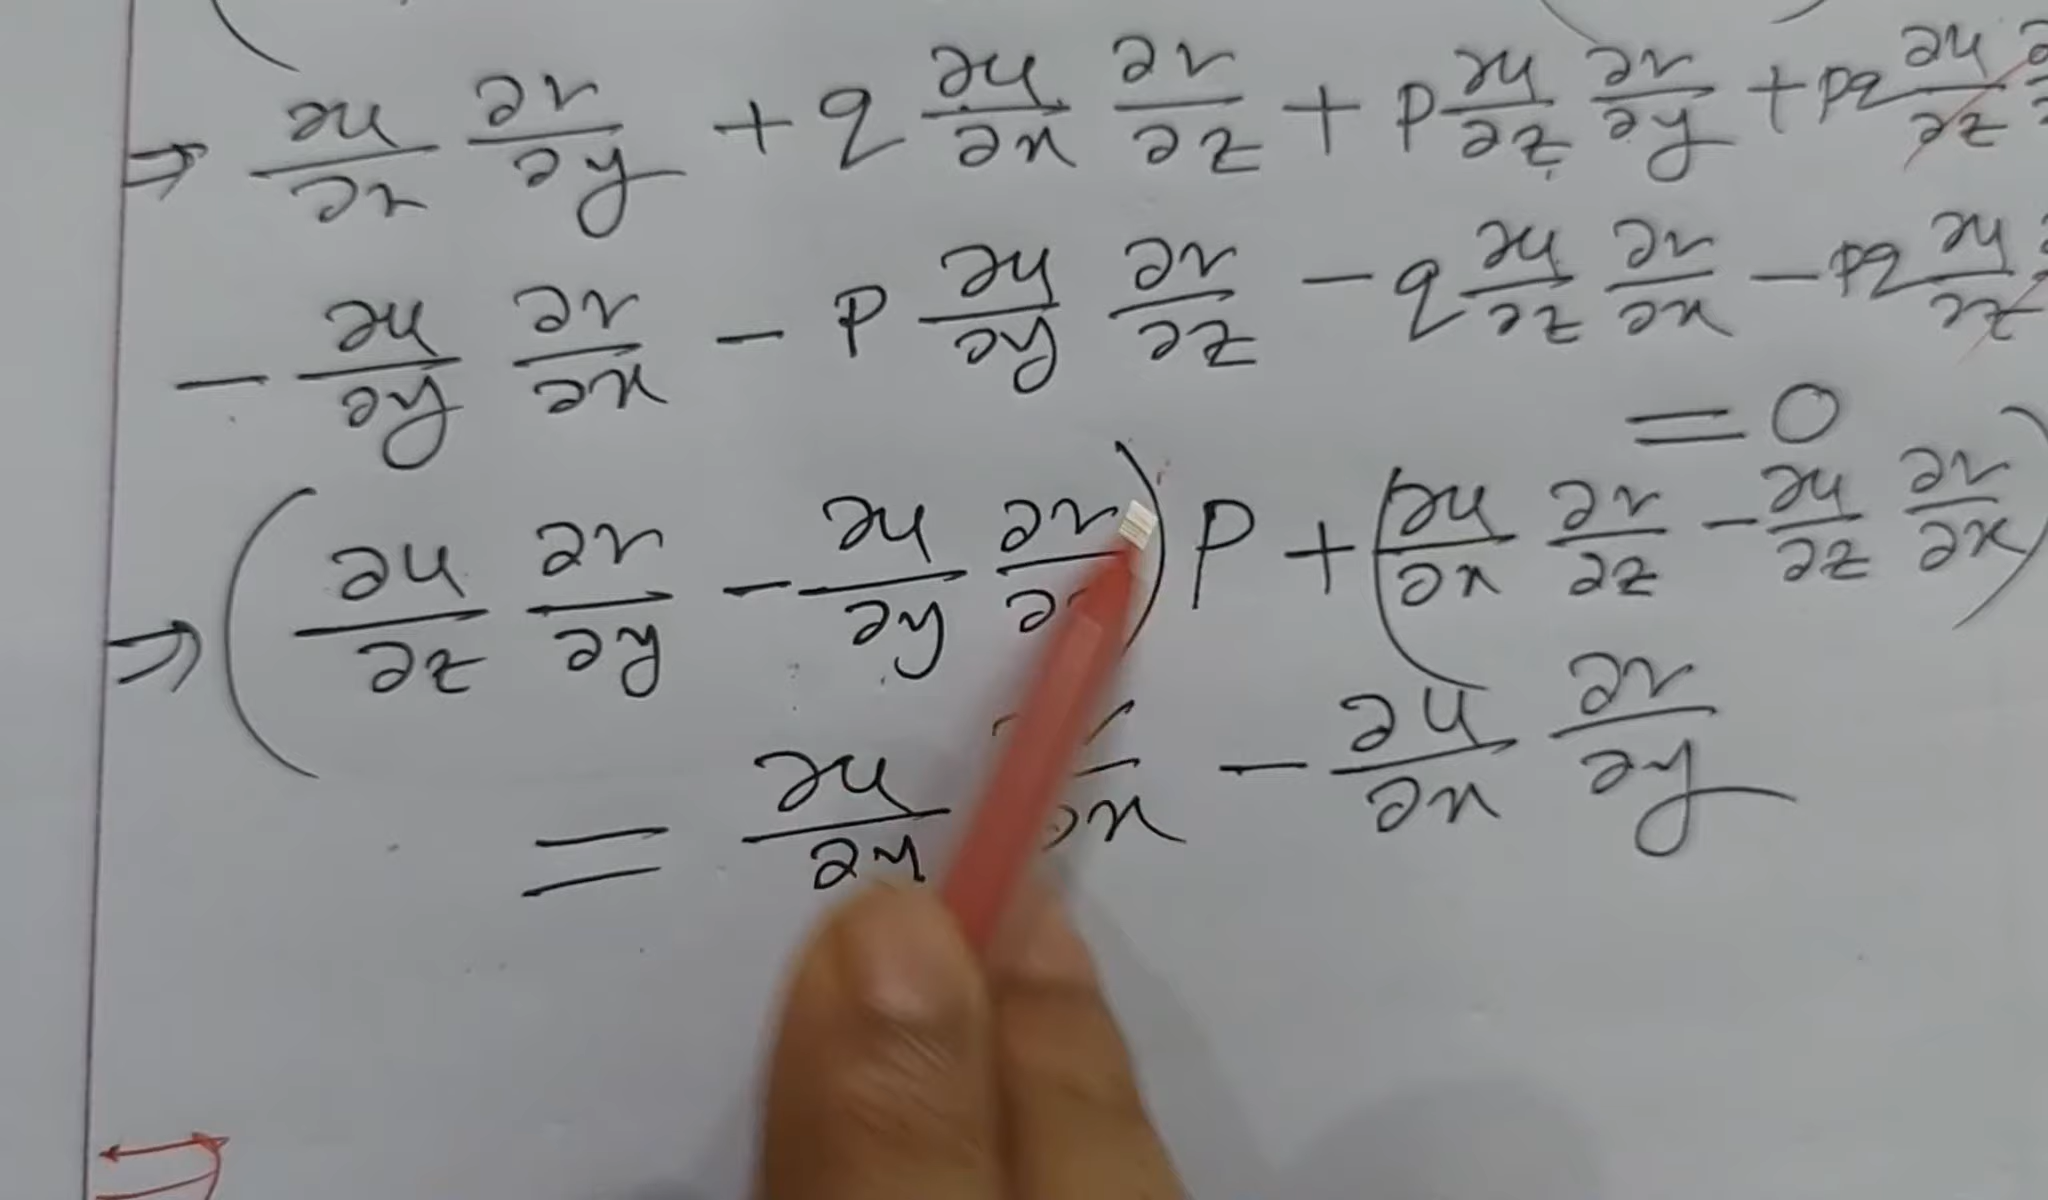 ⇒ ∂u/∂x ∂v/∂y + q ∂u/∂x ∂v/∂z + p ∂u/∂z ∂v/∂y + pq ∂u/∂z
− ∂u/∂y ∂v/∂x − p ∂u/∂y ∂v/∂z − q ∂u/∂z ∂v/∂x − pq ∂u/∂z
= 0
⇒ (∂u/∂z ∂v/∂y − ∂u/∂y ∂v/∂z) p + (∂u/∂x ∂v/∂z − ∂u/∂z ∂v/∂x)
= ∂u/∂y ∂v/∂x − ∂u/∂x ∂v/∂y